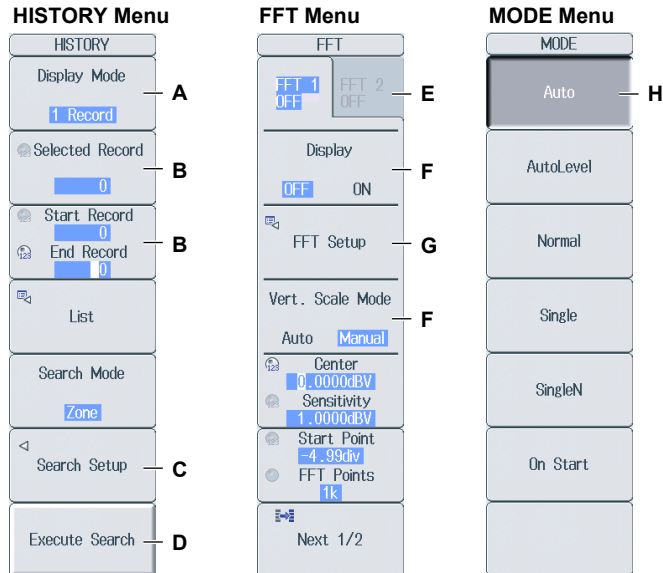 HISTORY Menu
HISTORY
Display Mode
1 Record
A
Selected Record
0
B
Start Record
0
123
End Record
0
B
List
Search Mode
Zone
Search Setup
C
Execute Search
D
FFT Menu
FFT
FFT 1
OFF
FFT 2
OFF
E
Display
OFF ON
F
FFT Setup
G
Vert. Scale Mode
Auto Manual
F
123
Center
0.0000dBV
Sensitivity
1.0000dBV
Start Point
-4.99div
FFT Points
1k
Next 1/2
MODE Menu
MODE
Auto
H
AutoLevel
Normal
Single
SingleN
On Start